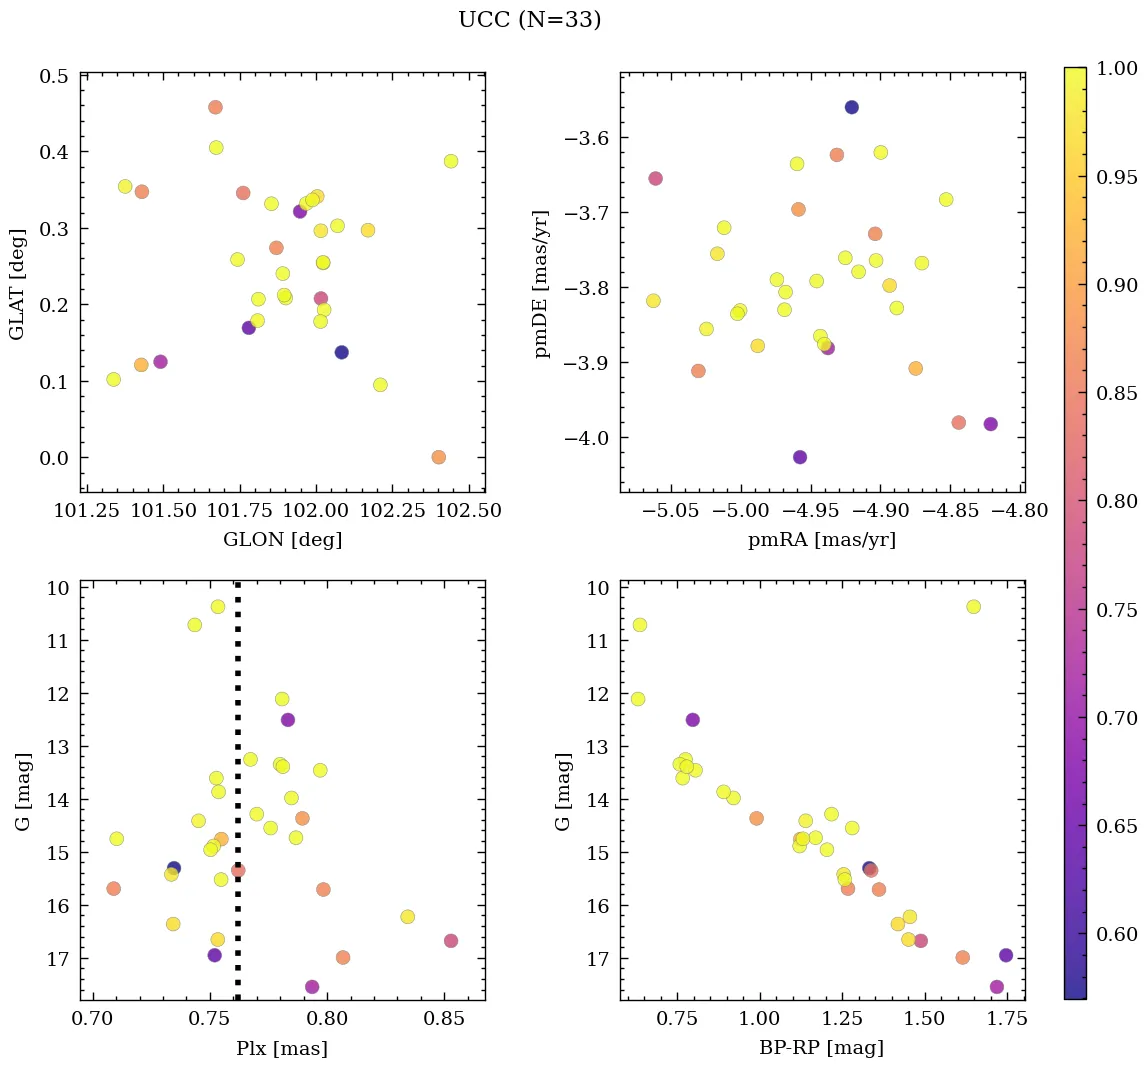 UCC (N=33)
0.5
0.4
0.3
0.2
0.1
0.0
GLAT [deg]
101.25 101.50 101.75 102.00 102.25 102.50
GLON [deg]
−3.6
−3.7
−3.8
−3.9
−4.0
pmDE [mas/yr]
−5.05 −5.00 −4.95 −4.90 −4.85 −4.80
pmRA [mas/yr]
10
11
12
13
14
15
16
17
G [mag]
0.70 0.75 0.80 0.85
Plx [mas]
10
11
12
13
14
15
16
17
G [mag]
0.75 1.00 1.25 1.50 1.75
BP-RP [mag]
1.00
0.95
0.90
0.85
0.80
0.75
0.70
0.65
0.60